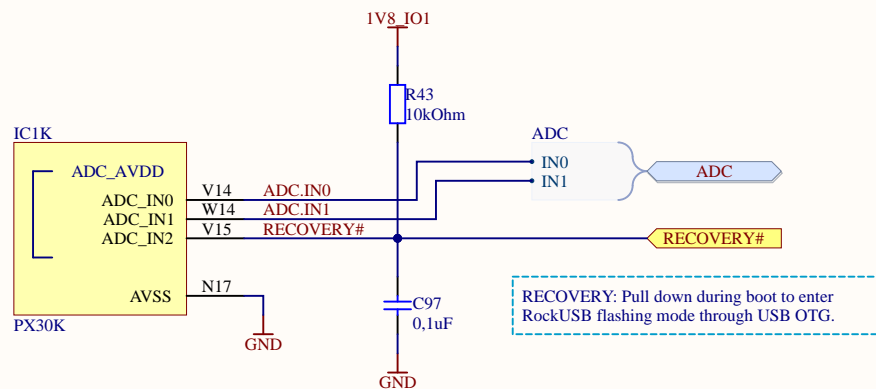 1V8_IO1
R43
10kOhm
IC1K
ADC
ADC_AVDD
IN0
ADC
V14
ADC.IN0
ADC_IN0
IN1
W14
ADC.IN1
ADC_IN1
V15
RECOVERY#
ADC_IN2
RECOVERY#
N17
AVSS
C97
0,1uF
RECOVERY: Pull down during boot to enter
RockUSB flashing mode through USB OTG.
PX30K
GND
GND